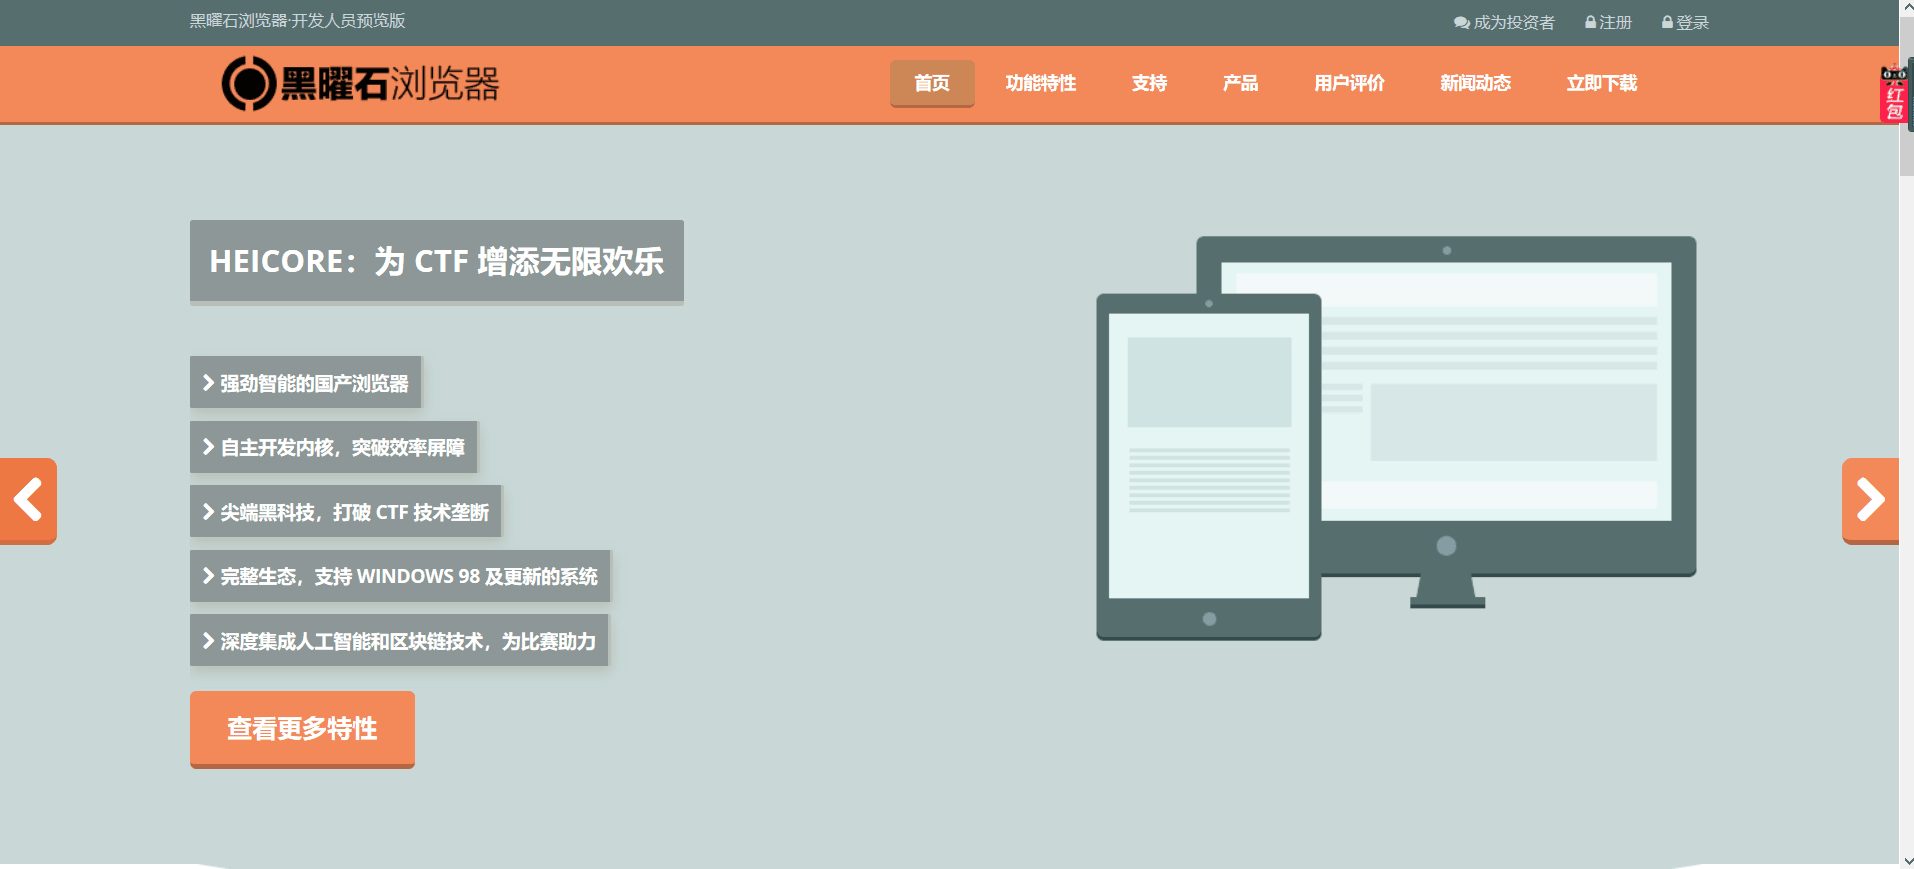 黑曜石浏览器·开发人员预览版
成为投资者 注册 登录
黑曜石浏览器
首页 功能特性 支持 产品 用户评价 新闻动态 立即下载
红包
HEICORE：为 CTF 增添无限欢乐
强劲智能的国产浏览器
自主开发内核，突破效率屏障
尖端黑科技，打破 CTF 技术垄断
完整生态，支持 WINDOWS 98 及更新的系统
深度集成人工智能和区块链技术，为比赛助力
查看更多特性